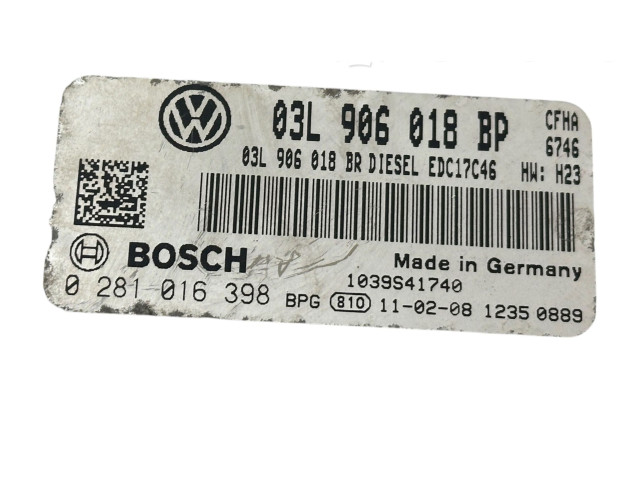 03L 906 018 BP CFHA
6746
03L 906 018 BR DIESEL EDC17C46 HW: H23
BOSCH Made in Germany
1039S41740
0 281 016 398 BPG 810 11-02-08 1235 0889